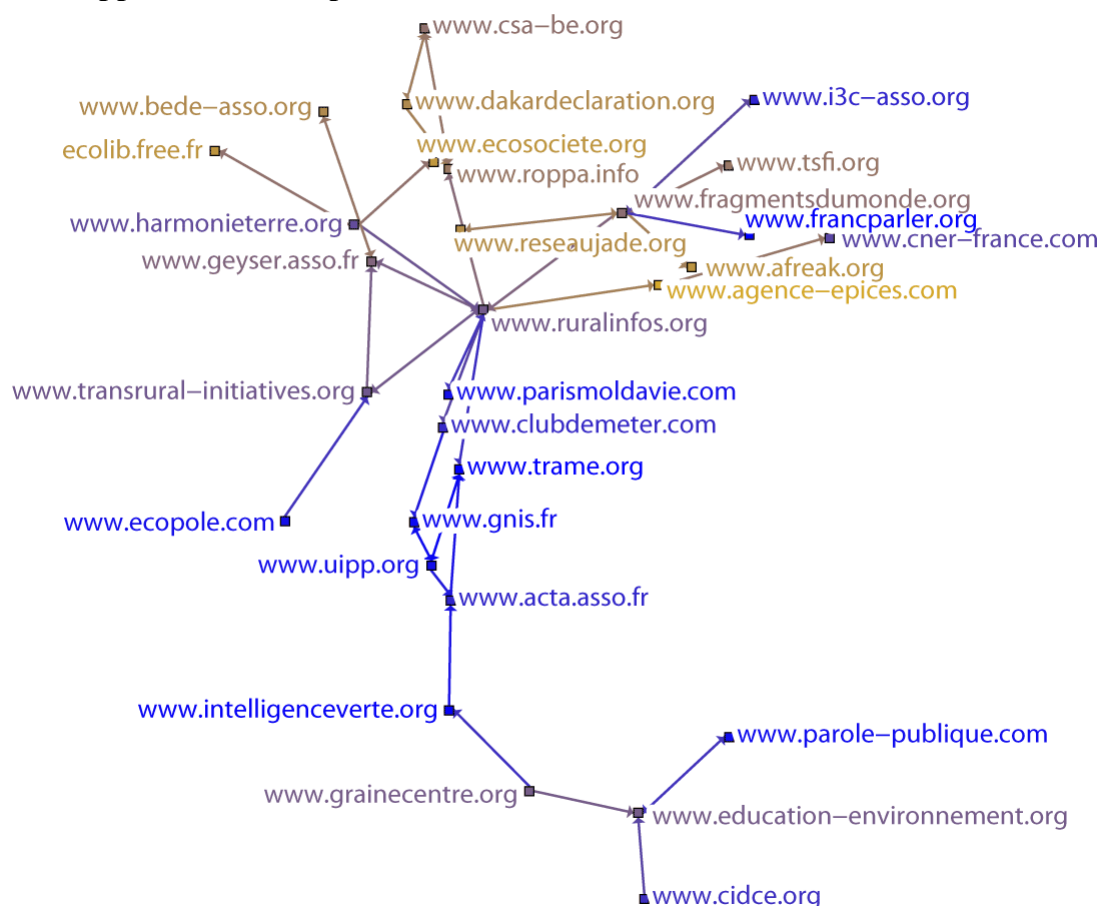 www.csa−be.org
www.bede−asso.org
www.dakardeclaration.org
www.i3c−asso.org
ecolib.free.fr
www.ecosociete.org
www.tsfi.org
www.roppa.info
www.fragmentsdumonde.org
www.harmonieterre.org
www.francparler.org
www.reseaujade.org
www.cner−france.com
www.geyser.asso.fr
www.afreak.org
www.agence−epices.com
www.ruralinfos.org
www.transrural−initiatives.org
www.parismoldavie.com
www.clubdemeter.com
www.trame.org
www.ecopole.com
www.gnis.fr
www.uipp.org
www.acta.asso.fr
www.intelligenceverte.org
www.parole−publique.com
www.grainecentre.org
www.education−environnement.org
www.cidce.org